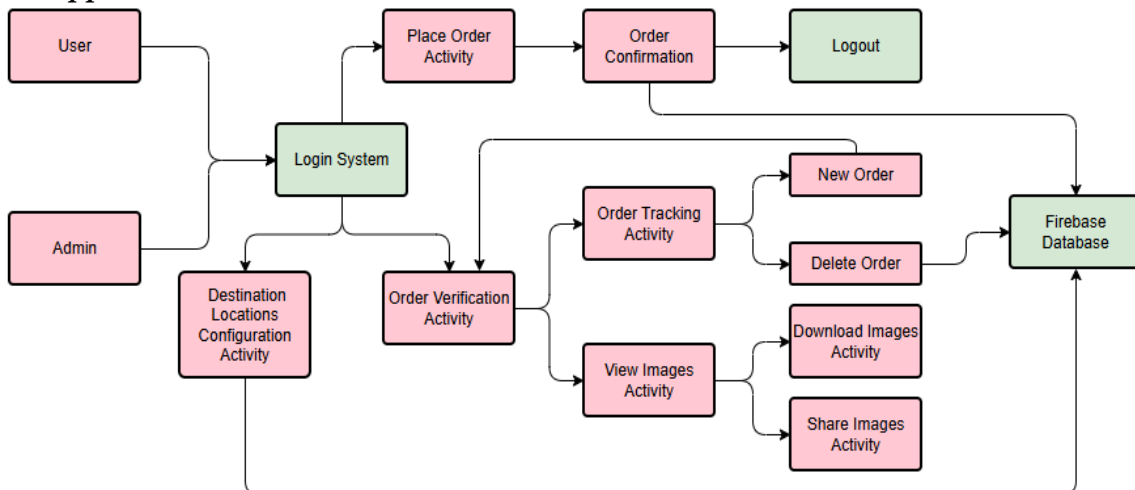 pp
User
Place Order
Activity
Order
Confirmation
Logout
Login System
New Order
Admin
Order Tracking
Activity
Firebase
Database
Delete Order
Destination
Locations
Configuration
Activity
Order Verification
Activity
Download Images
Activity
View Images
Activity
Share Images
Activity